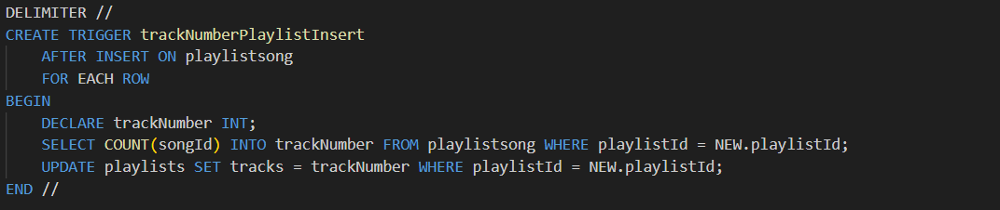 DELIMITER //
CREATE TRIGGER trackNumberPlaylistInsert
AFTER INSERT ON playlistsong
FOR EACH ROW
BEGIN
DECLARE trackNumber INT;
SELECT COUNT(songId) INTO trackNumber FROM playlistsong WHERE playlistId = NEW.playlistId;
UPDATE playlists SET tracks = trackNumber WHERE playlistId = NEW.playlistId;
END //